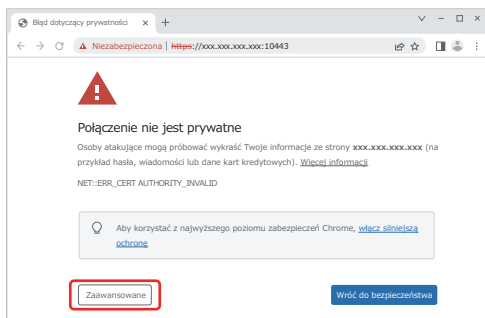 Błąd dotyczący prywatności
Niezabezpieczona | https://xxx.xxx.xxx.xxx:10443
Połączenie nie jest prywatne
Osoby atakujące mogą próbować wykraść Twoje informacje ze strony xxx.xxx.xxx.xxx (na
przykład hasła, wiadomości lub dane kart kredytowych). Więcej informacji
NET::ERR_CERT AUTHORITY_INVALID
Aby korzystać z najwyższego poziomu zabezpieczeń Chrome, włącz silniejszą
ochronę
Zaawansowane
Wróć do bezpieczeństwa